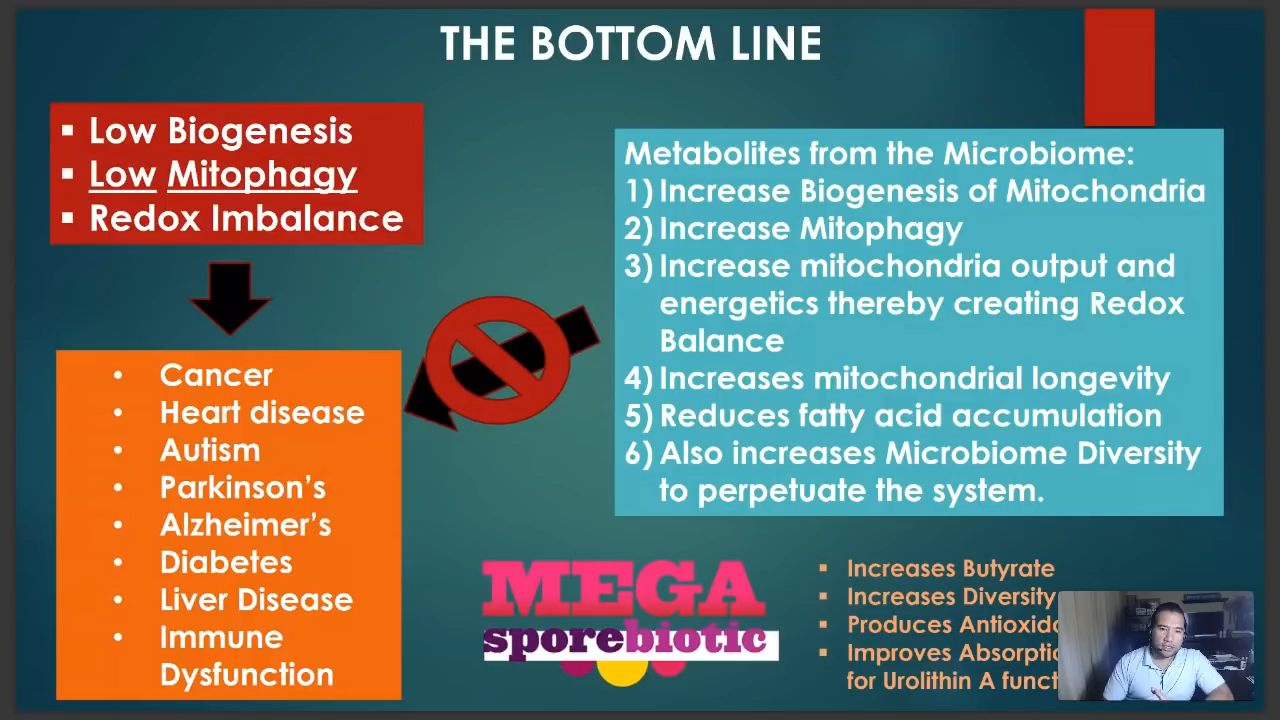 THE BOTTOM LINE
▪ Low Biogenesis
▪ Low Mitophagy
▪ Redox Imbalance
• Cancer
• Heart disease
• Autism
• Parkinson's
• Alzheimer's
• Diabetes
• Liver Disease
• Immune
Dysfunction
Metabolites from the Microbiome:
1) Increase Biogenesis of Mitochondria
2) Increase Mitophagy
3) Increase mitochondria output and
energetics thereby creating Redox
Balance
4) Increases mitochondrial longevity
5) Reduces fatty acid accumulation
6) Also increases Microbiome Diversity
to perpetuate the system.
MEGA
sporebiotic
▪ Increases Butyrate
▪ Increases Diversity
▪ Produces
▪ Improves
for Urolithin A